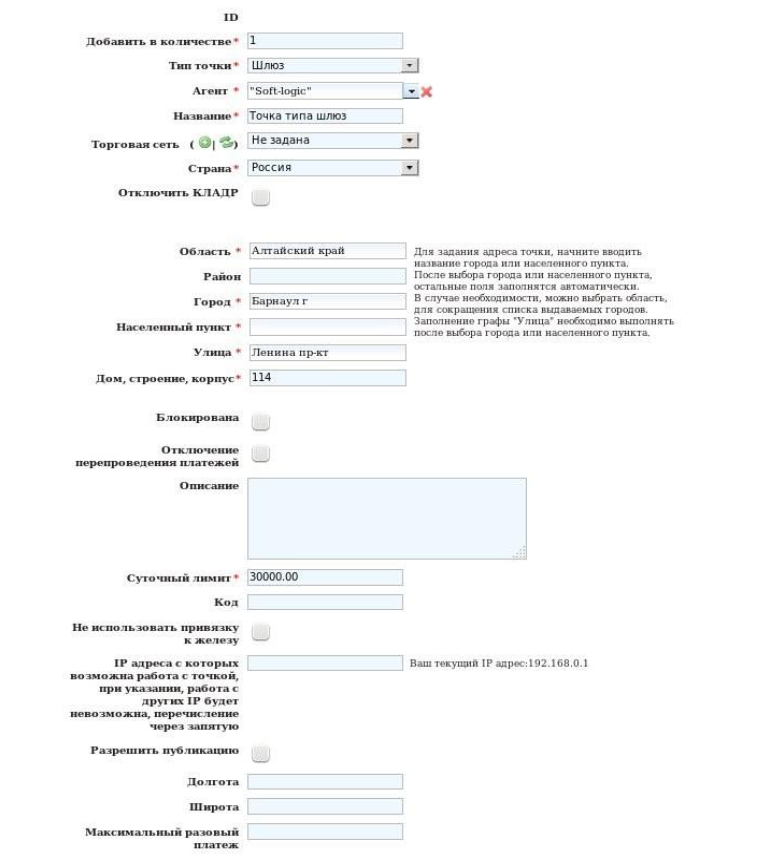 ID
Добавить в количестве* 1
Тип точки* Шлюз
Агент * "Soft-logic"
Название* Точка типа шлюз
Торговая сеть ( | ) Не задана
Страна* Россия
Отключить КЛАДР
Область * Алтайский край
Для задания адреса точки, начните вводить
название города или населенного пункта.
Район
После выбора города или населенного пункта,
остальные поля заполнятся автоматически.
Город * Барнаул г
В случае необходимости, можно выбрать область,
для сокращения списка выдаваемых городов.
Населенный пункт *
Заполнение графы "Улица" необходимо выполнять
после выбора города или населенного пункта.
Улица * Ленина пр-кт
Дом, строение, корпус* 114
Блокирована
Отключение
перепроведения платежей
Описание
Суточный лимит* 30000.00
Код
Не использовать привязку
к железу
IP адреса с которых
Ваш текущий IP адрес:192.168.0.1
возможна работа с точкой,
при указании, работа с
других IP будет
невозможна, перечисление
через запятую
Разрешить публикацию
Долгота
Широта
Максимальный разовый
платеж